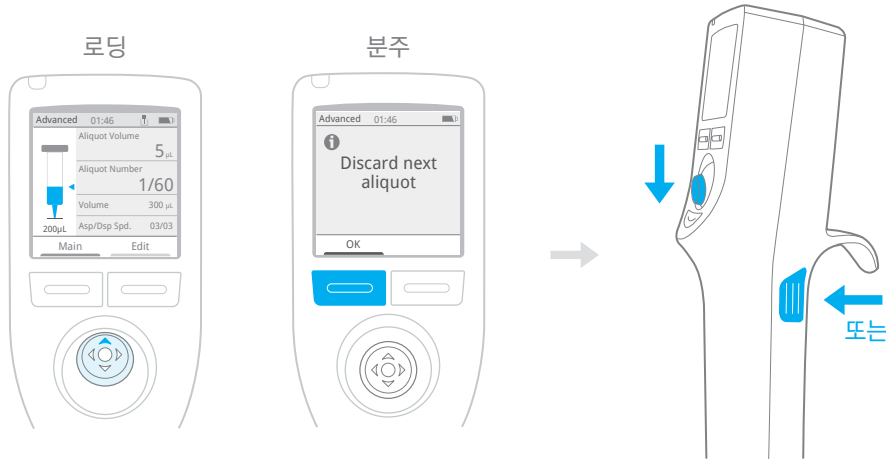 로딩
분주
Advanced 01:46
Aliquot Volume
5 µL
Aliquot Number
1/60
Volume 300 µL
200µL
Asp/Dsp Spd. 03/03
Main Edit
Advanced 01:46
Discard next
aliquot
OK
또는